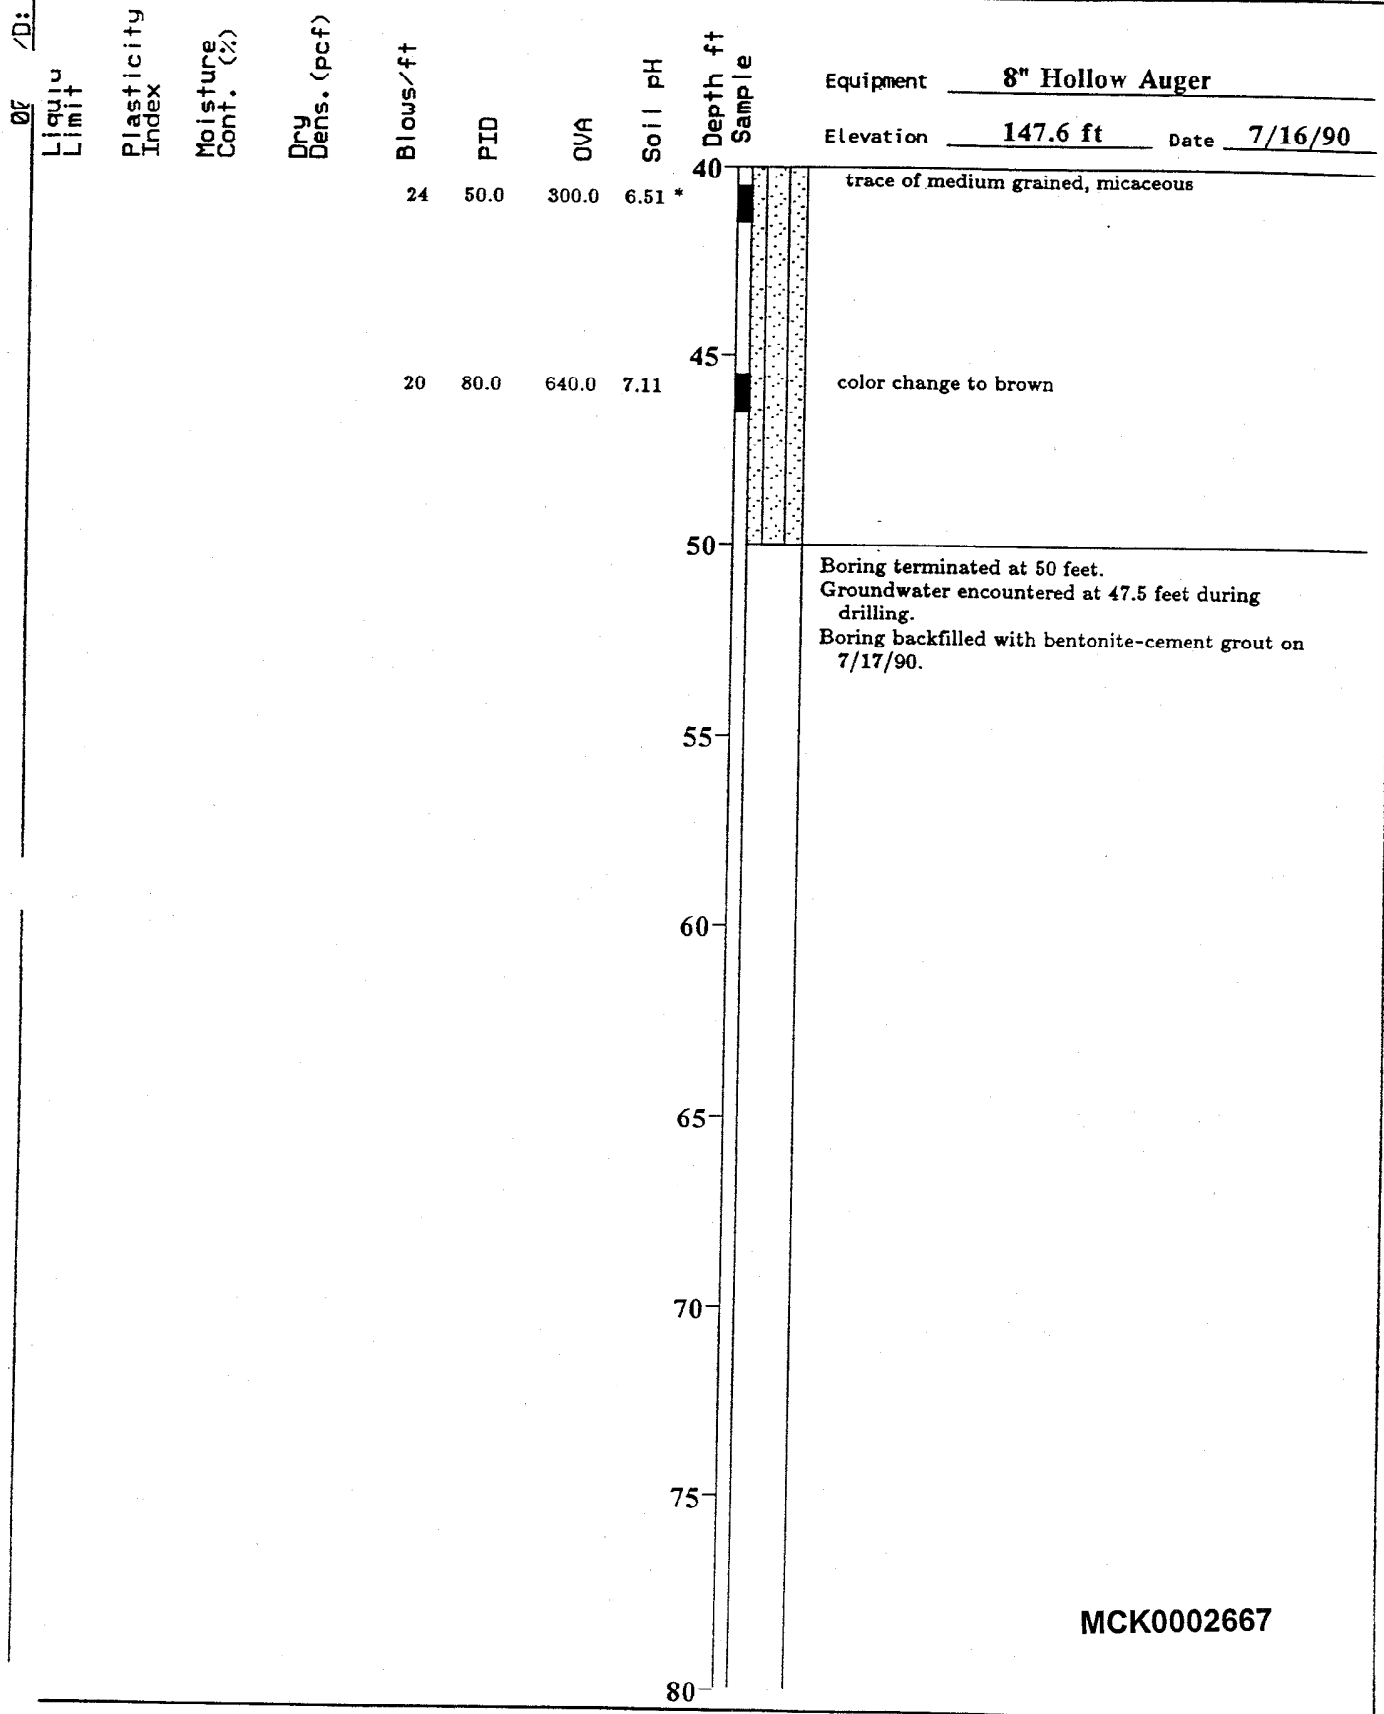 /D:
Liquid
Limit
Plasticity
Index
Moisture
Cont. (%)
Dry
Dens. (pcf)
Blows/ft
PID
OVA
Soil pH
Depth ft
Sample
Equipment 8" Hollow Auger
Elevation 147.6 ft Date 7/16/90
40
trace of medium grained, micaceous
24 50.0 300.0 6.51 *
45
20 80.0 640.0 7.11 color change to brown
50
Boring terminated at 50 feet.
Groundwater encountered at 47.5 feet during
drilling.
Boring backfilled with bentonite-cement grout on
7/17/90.
55
60
65
70
75
MCK0002667
80